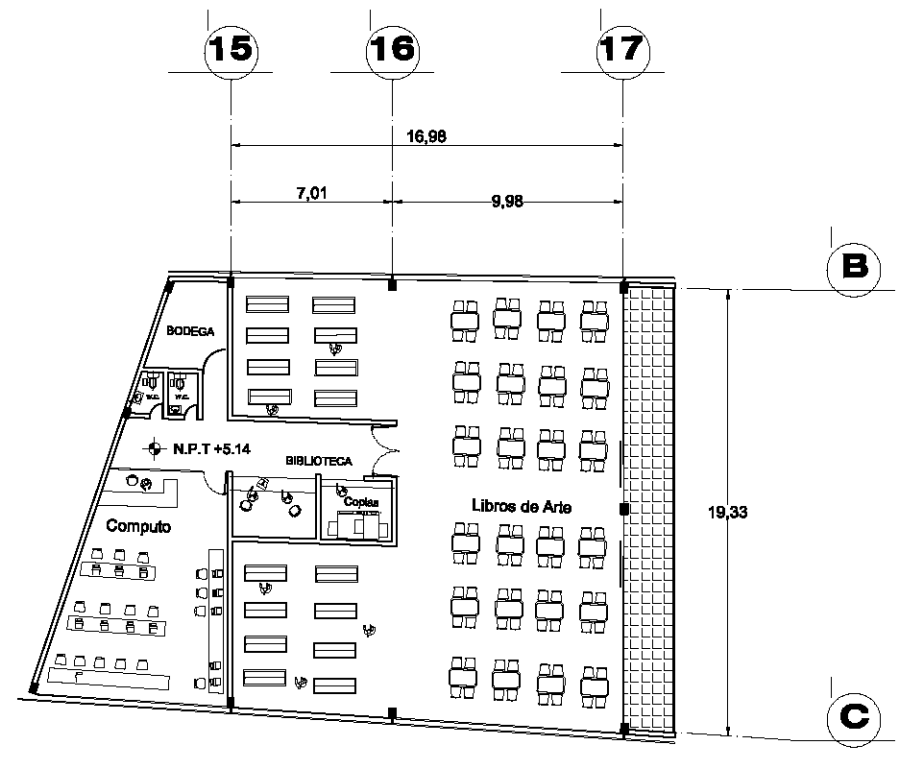 15 16 17
16,98
7,01 9,98
B
BODEGA
W.C. W.C.
N.P.T +5.14
BIBLIOTECA
Copias
Libros de Arte
19,33
Computo
C